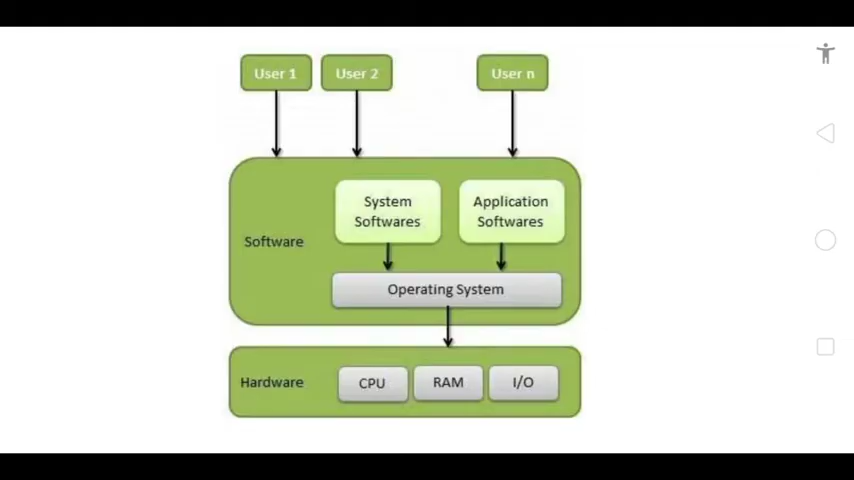 User 1
User 2
User n
System
Softwares
Application
Softwares
Software
Operating System
Hardware
CPU
RAM
I/O